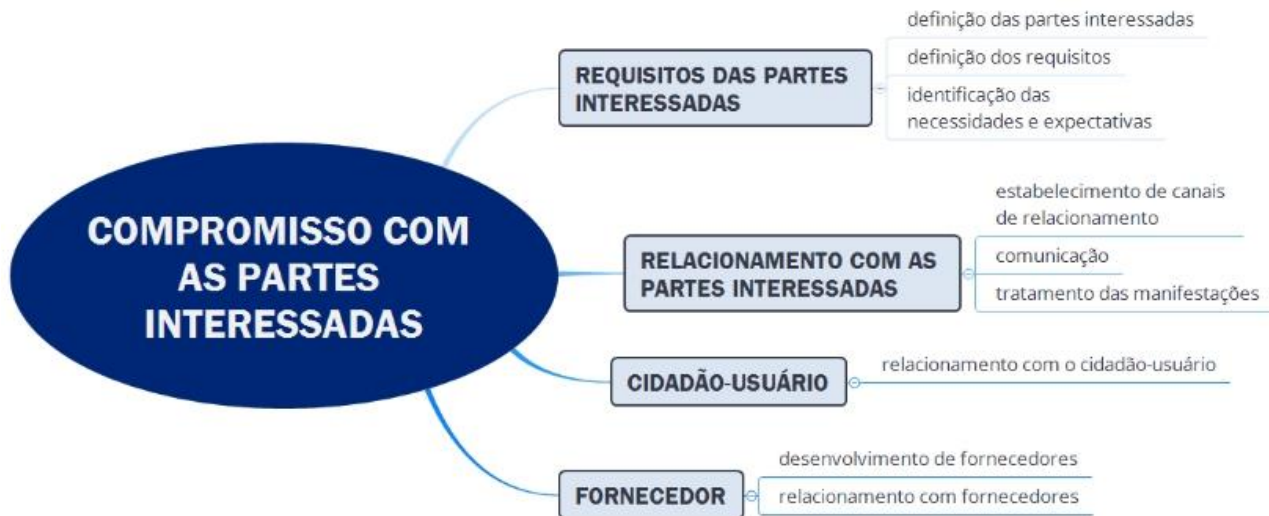 COMPROMISSO COM
AS PARTES
INTERESSADAS
REQUISITOS DAS PARTES
INTERESSADAS
definição das partes interessadas
definição dos requisitos
identificação das
necessidades e expectativas
RELACIONAMENTO COM AS
PARTES INTERESSADAS
estabelecimento de canais
de relacionamento
comunicação
tratamento das manifestações
CIDADÃO-USUÁRIO
relacionamento com o cidadão-usuário
FORNECEDOR
desenvolvimento de fornecedores
relacionamento com fornecedores